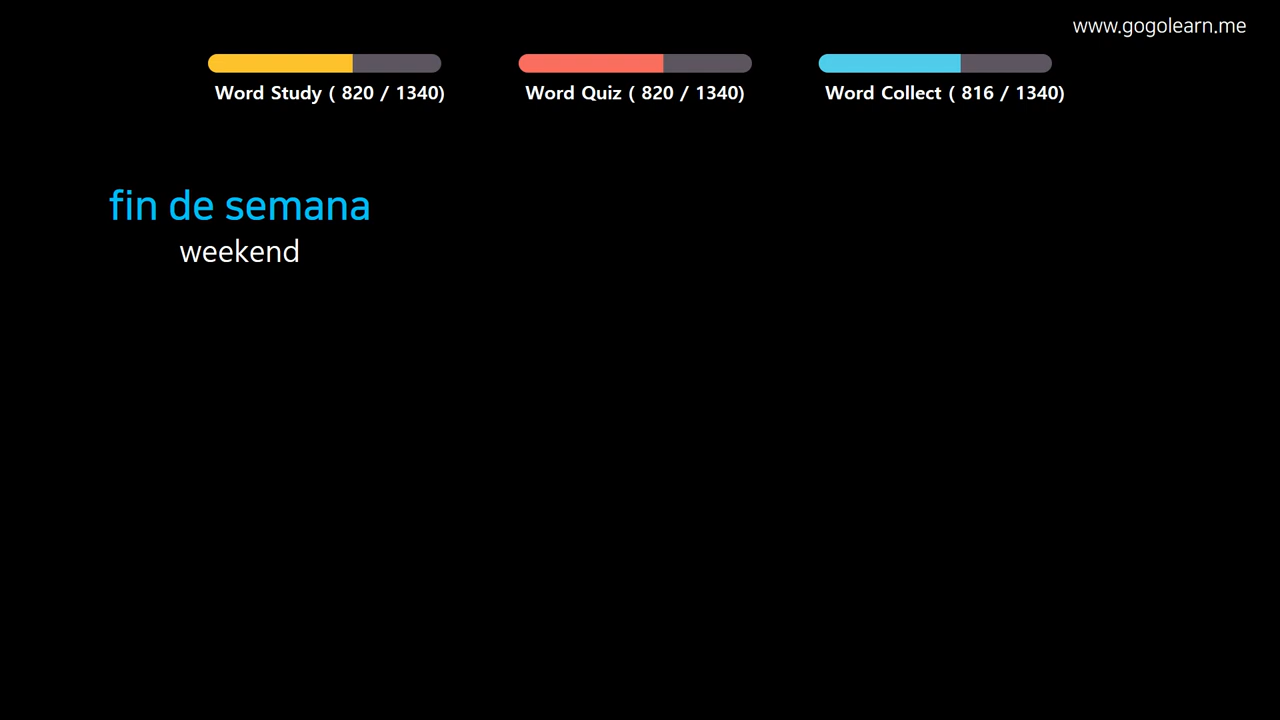 www.gogolearn.me
Word Study ( 820 / 1340)
Word Quiz ( 820 / 1340)
Word Collect ( 816 / 1340)
fin de semana
weekend